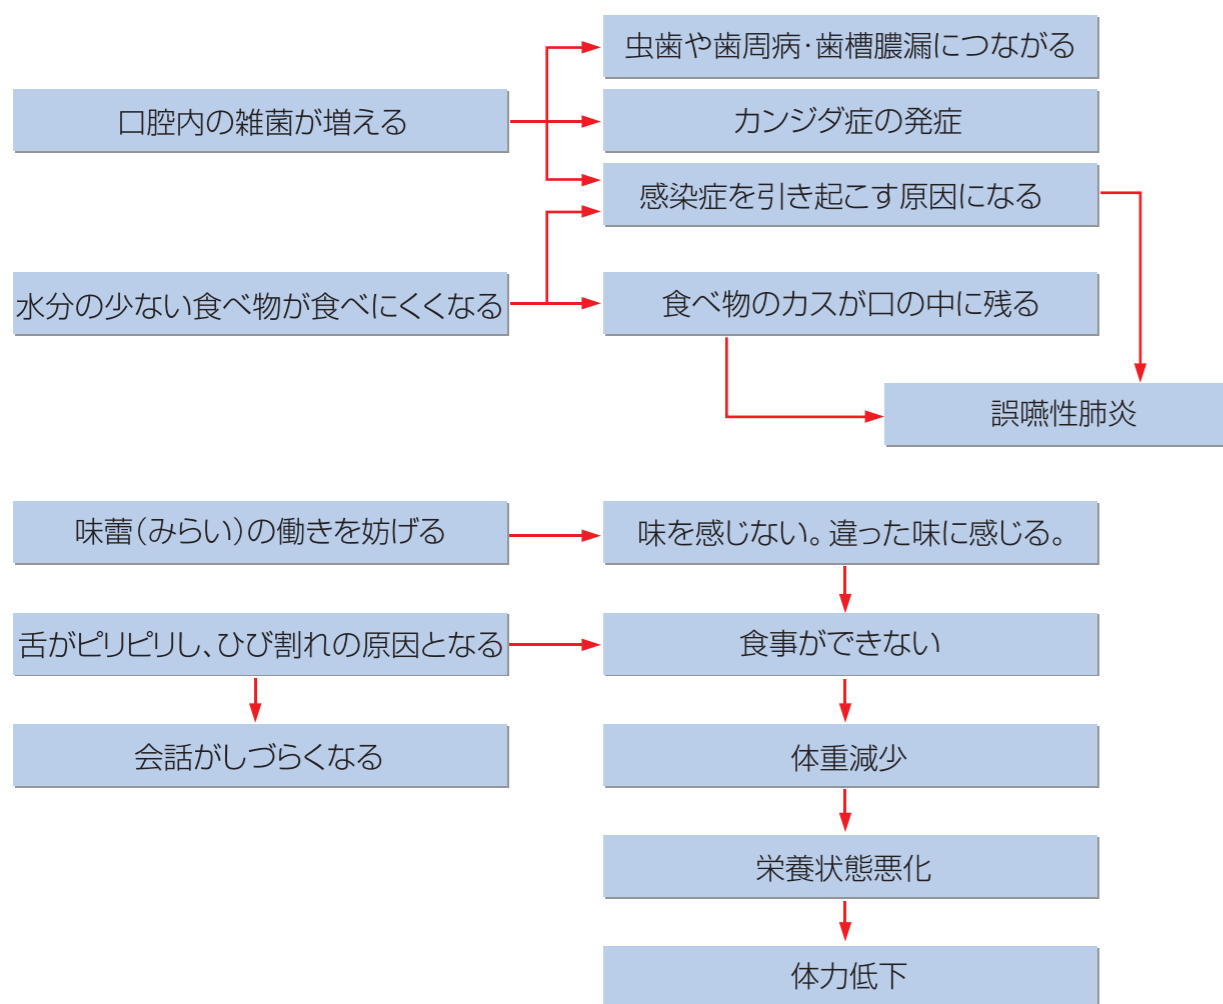 虫歯や歯周病・歯槽膿漏につながる
口腔内の雑菌が増える
カンジダ症の発症
感染症を引き起こす原因になる
水分の少ない食べ物が食べにくくなる
食べ物のカスが口の中に残る
誤嚥性肺炎
味蕾(みらい)の働きを妨げる
味を感じない。違った味に感じる。
舌がピリピリし、ひび割れの原因となる
食事ができない
会話がしづらくなる
体重減少
栄養状態悪化
体力低下